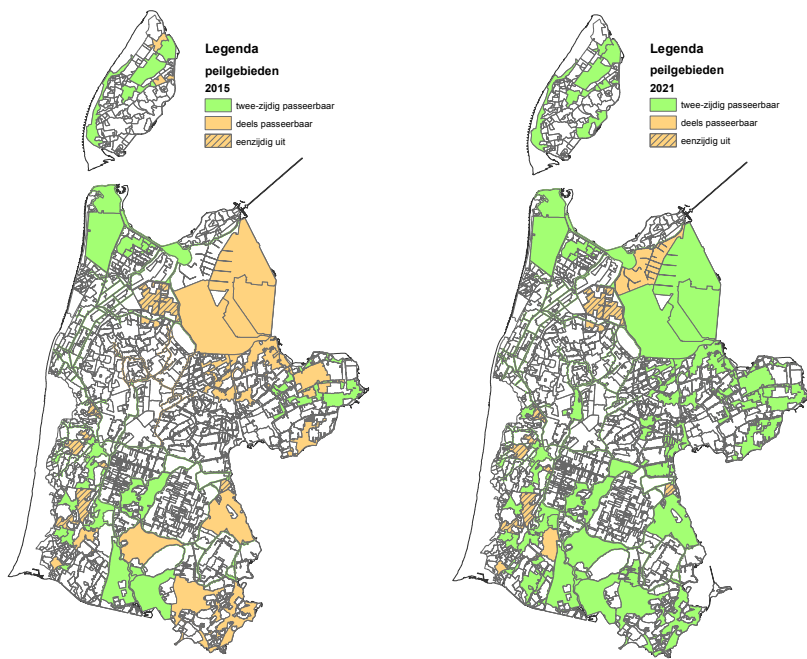 Legenda
peilgebieden
2015
twee-zijdig passeerbaar
deels passeerbaar
eenzijdig uit
Legenda
peilgebieden
2021
twee-zijdig passeerbaar
deels passeerbaar
eenzijdig uit